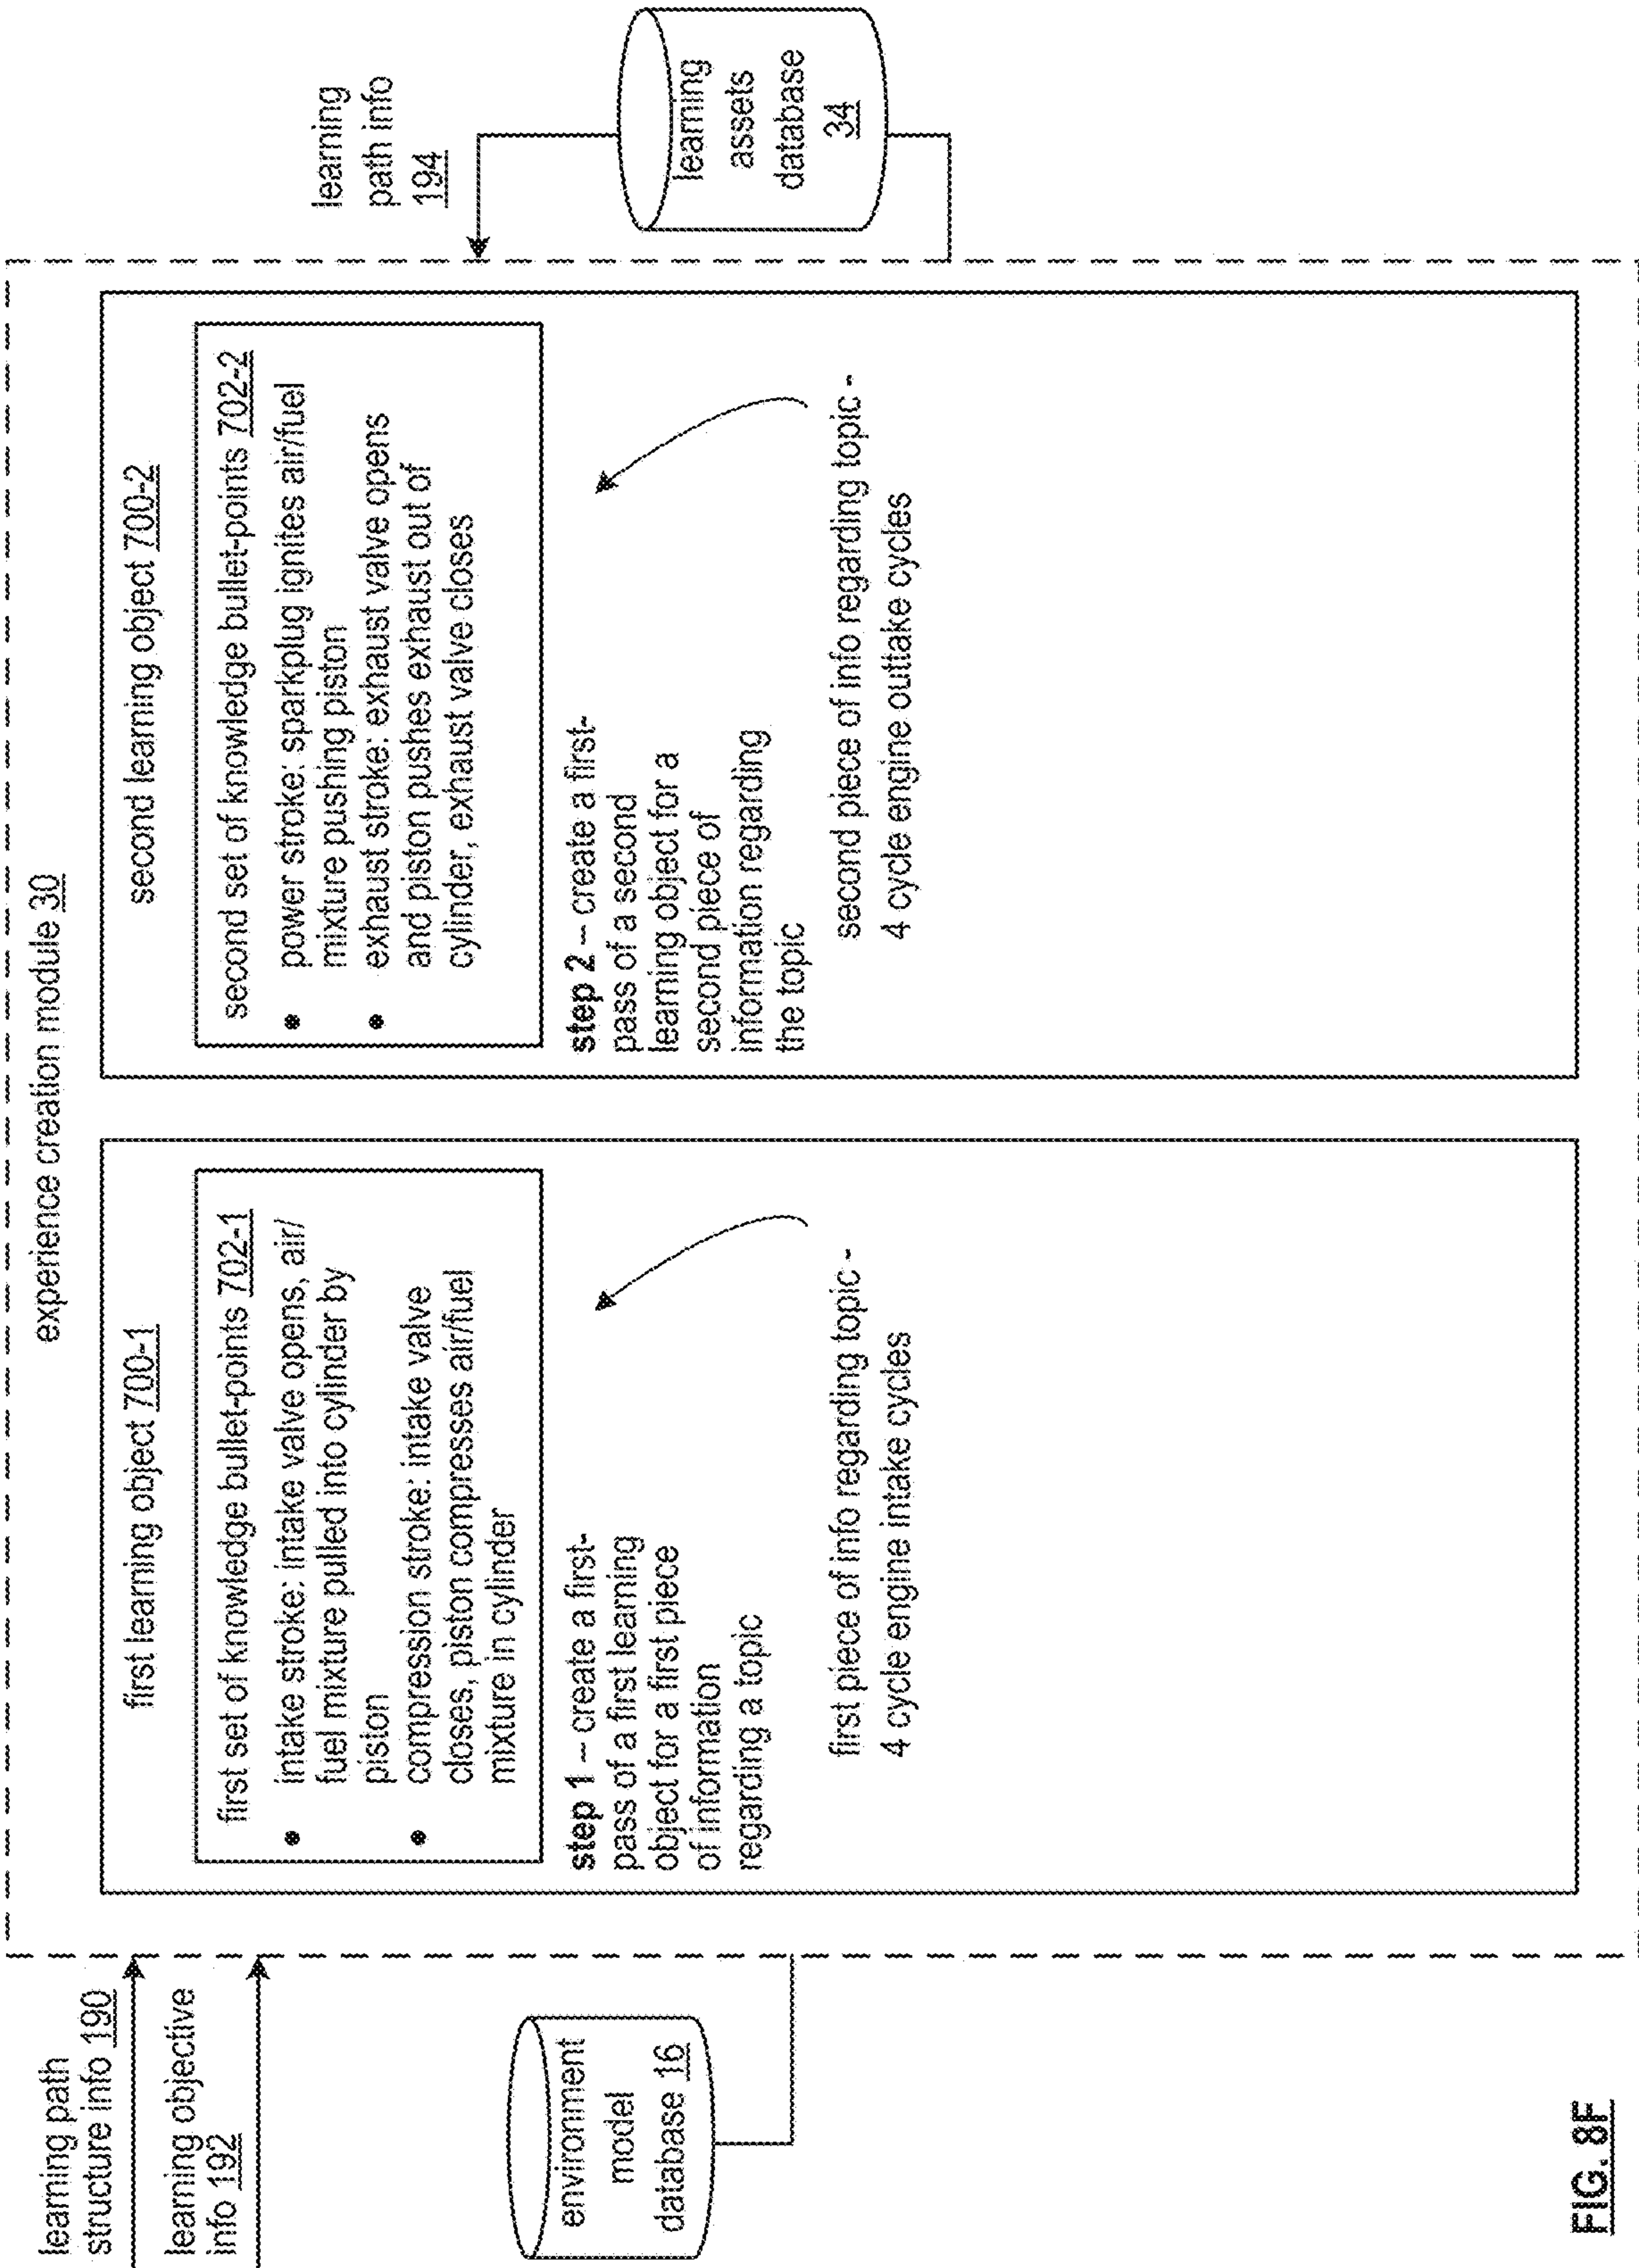 experience creation module 30
learning path
structure info 190
learning objective
info 192
environment
model
database 16
first learning object 700-1
first set of knowledge bullet-points 702-1
• intake stroke: intake valve opens, air/
fuel mixture pulled into cylinder by
piston
• compression stroke: intake valve
closes, piston compresses air/fuel
mixture in cylinder
step 1 – create a first-
pass of a first learning
object for a first piece
of information
regarding a topic
first piece of info regarding topic -
4 cycle engine intake cycles
second learning object 700-2
second set of knowledge bullet-points 702-2
• power stroke: sparkplug ignites air/fuel
mixture pushing piston
• exhaust stroke: exhaust valve opens
and piston pushes exhaust out of
cylinder, exhaust valve closes
step 2 – create a first-
pass of a second
learning object for a
second piece of
information regarding
the topic
second piece of info regarding topic -
4 cycle engine outtake cycles
learning
path info
194
learning
assets
database
34
FIG. 8F